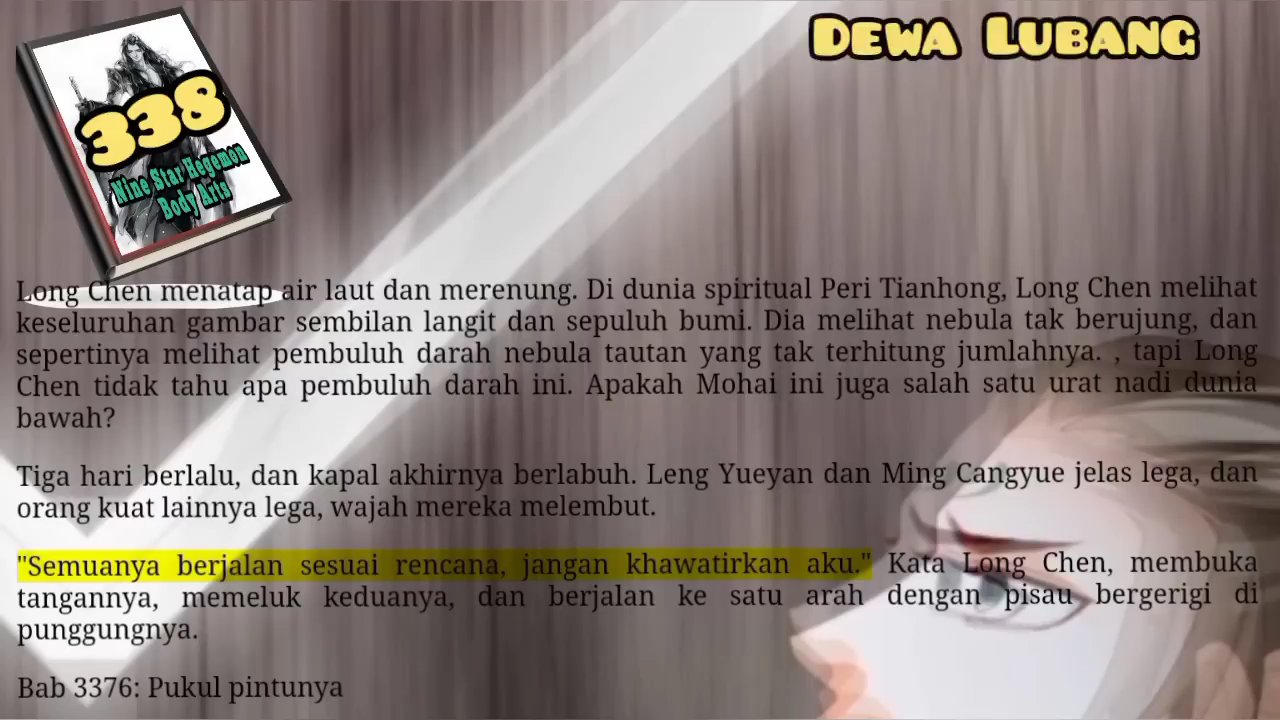 Dewa Lubang
338
Nine Star Hegemon
Body Arts
Long Chen menatap air laut dan merenung. Di dunia spiritual Peri Tianhong, Long Chen melihat
keseluruhan gambar sembilan langit dan sepuluh bumi. Dia melihat nebula tak berujung, dan
sepertinya melihat pembuluh darah nebula tautan yang tak terhitung jumlahnya. , tapi Long
Chen tidak tahu apa pembuluh darah ini. Apakah Mohai ini juga salah satu urat nadi dunia
bawah?
Tiga hari berlalu, dan kapal akhirnya berlabuh. Leng Yueyan dan Ming Cangyue jelas lega, dan
orang kuat lainnya lega, wajah mereka melembut.
"Semuanya berjalan sesuai rencana, jangan khawatirkan aku." Kata Long Chen, membuka
tangannya, memeluk keduanya, dan berjalan ke satu arah dengan pisau bergerigi di
punggungnya.
Bab 3376: Pukul pintunya